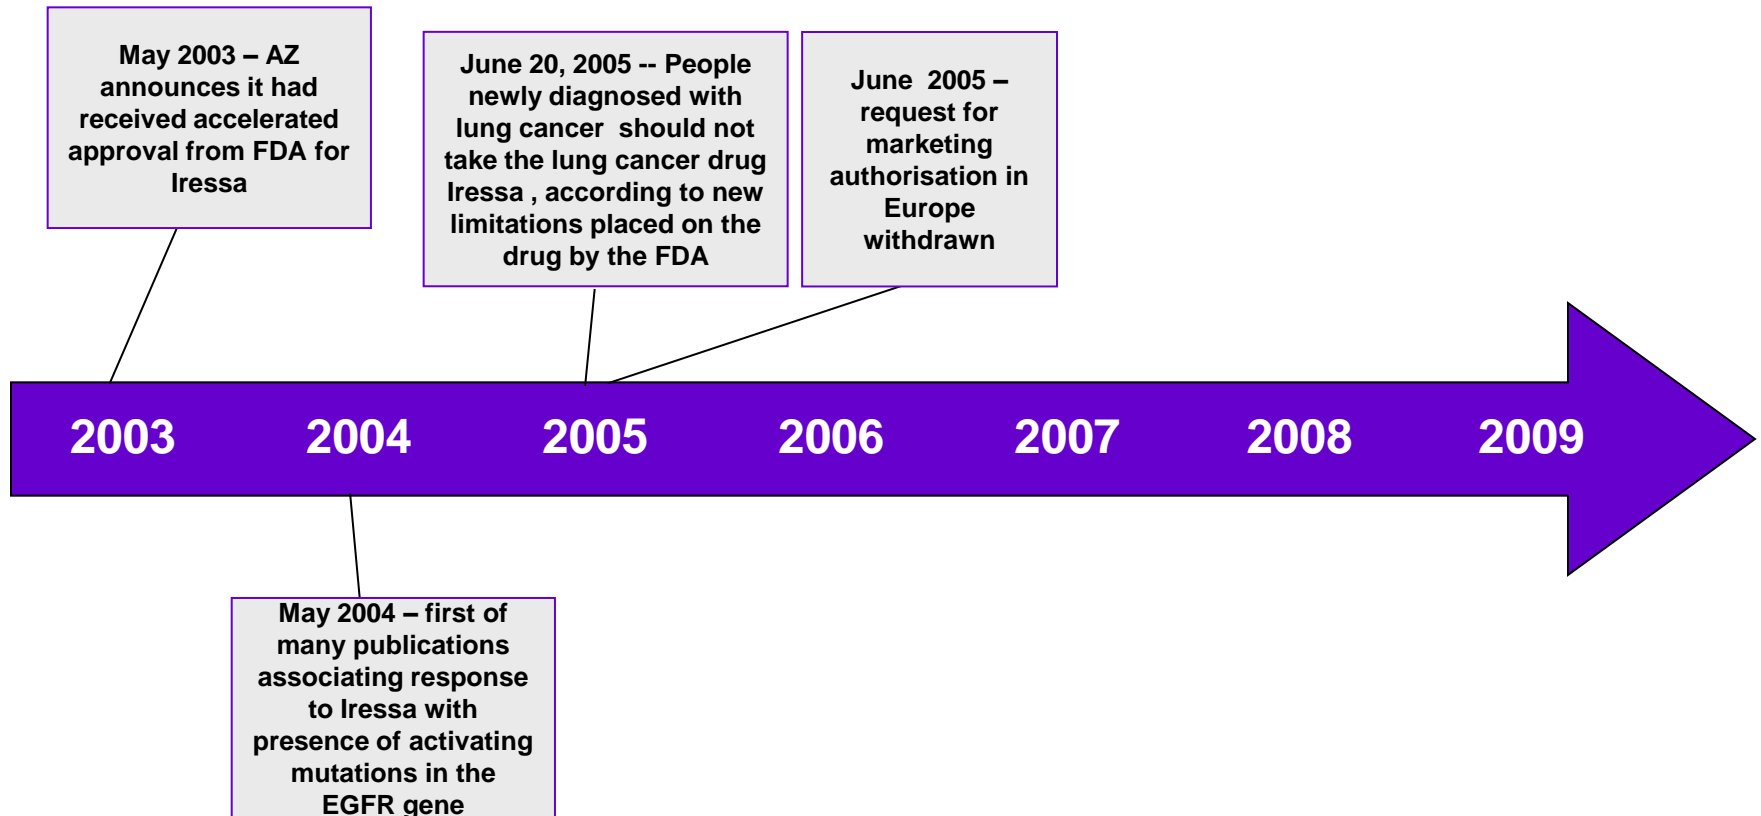 May 2003 – AZ
announces it had
received accelerated
approval from FDA for
Iressa
June 20, 2005 -- People
newly diagnosed with
lung cancer  should not
take the lung cancer drug
Iressa , according to new
limitations placed on the
drug by the FDA
June  2005 –
request for
marketing
authorisation in
Europe
withdrawn
2003 2004 2005 2006 2007 2008 2009
May 2004 – first of
many publications
associating response
to Iressa with
presence of activating
mutations in the
EGFR gene